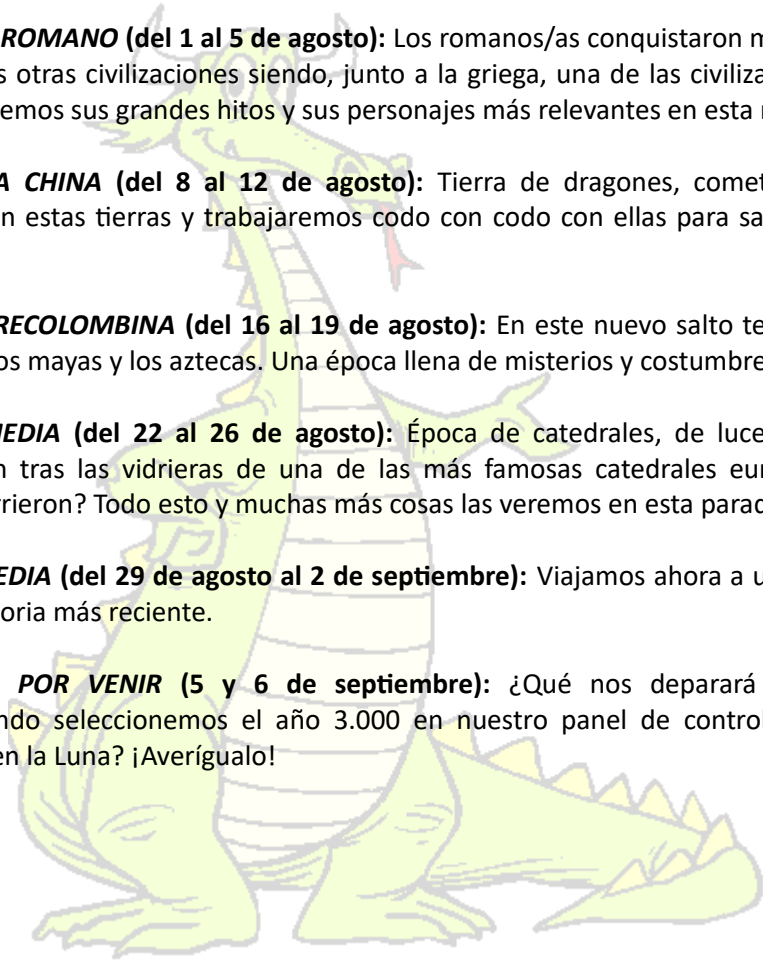 ROMANO (del 1 al 5 de agosto): Los romanos/as conquistaron m
s otras civilizaciones siendo, junto a la griega, una de las civiliza
emos sus grandes hitos y sus personajes más relevantes en esta
A CHINA (del 8 al 12 de agosto): Tierra de dragones, comet
n estas tierras y trabajaremos codo con codo con ellas para sa
RECOLOMBINA (del 16 al 19 de agosto): En este nuevo salto te
os mayas y los aztecas. Una época llena de misterios y costumbre
MEDIA (del 22 al 26 de agosto): Época de catedrales, de luce
n tras las vidrieras de una de las más famosas catedrales eur
rrieron? Todo esto y muchas más cosas las veremos en esta parad
EDIA (del 29 de agosto al 2 de septiembre): Viajamos ahora a u
oria más reciente.
POR VENIR (5 y 6 de septiembre): ¿Qué nos deparará
ndo seleccionemos el año 3.000 en nuestro panel de control
en la Luna? ¡Averígualo!